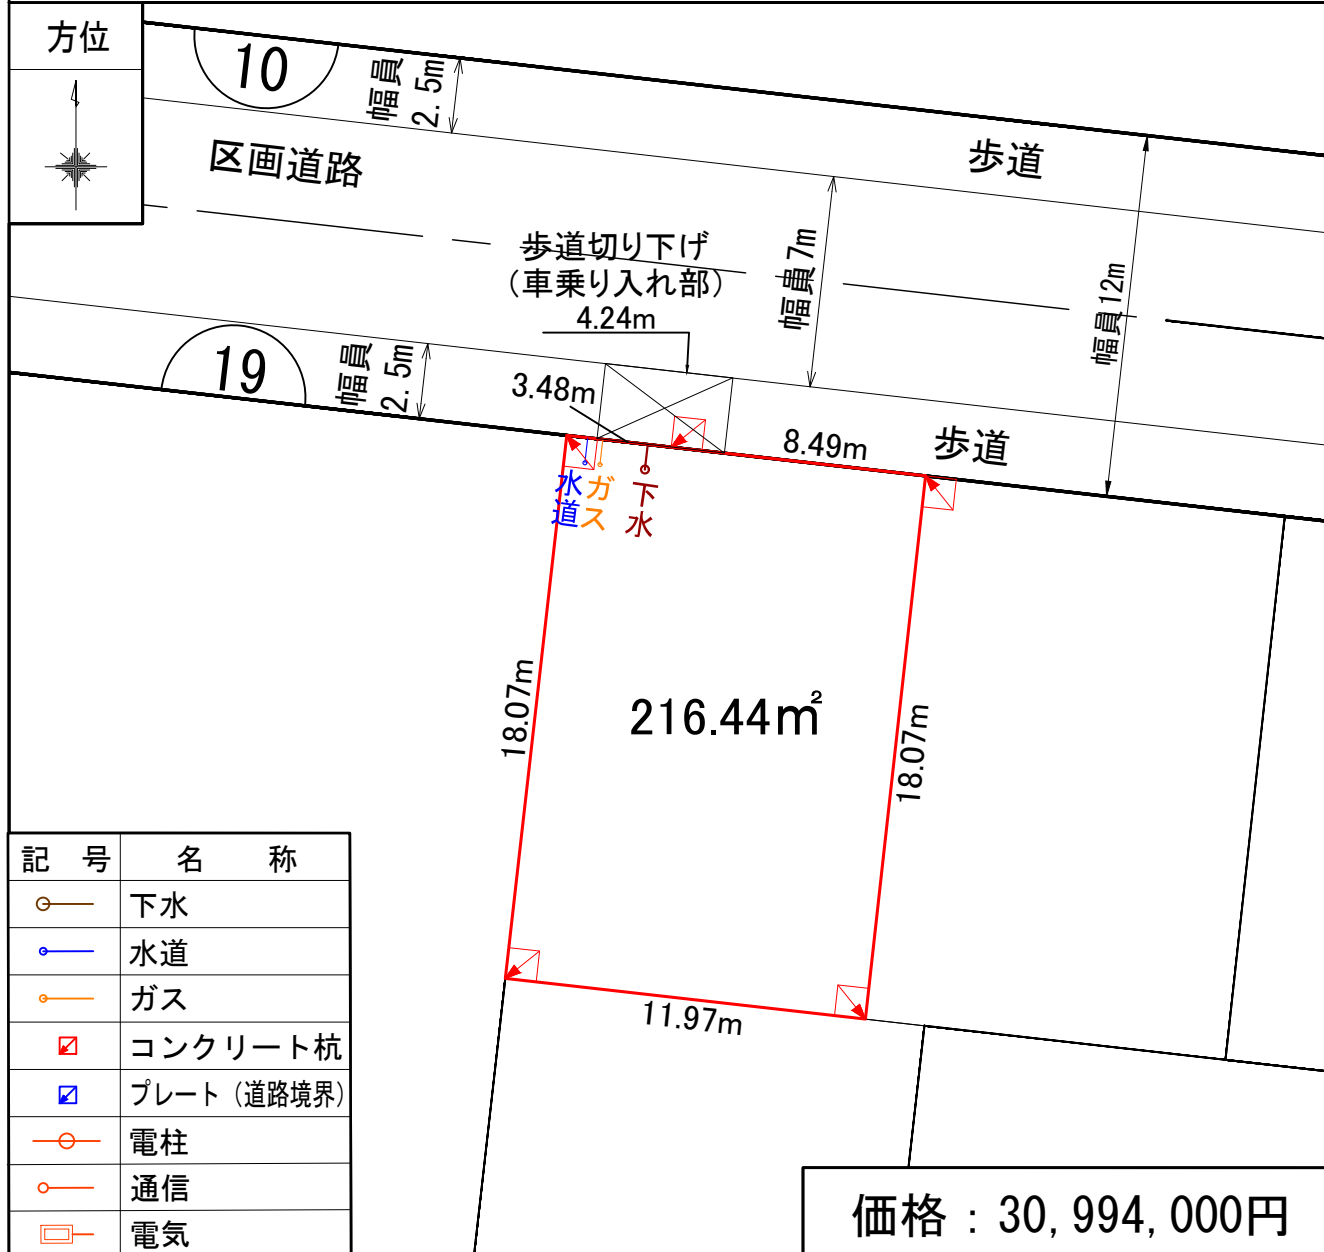 方位
10
幅員
2.5m
歩道
区画道路
歩道切り下げ
(車乗り入れ部)
4.24m
幅員7m
幅員12m
19
幅員
2.5m
3.48m
8.49m
歩道
水道
ガス
下水
18.07m
216.44㎡
18.07m
11.97m
記号 名称
下水
水道
ガス
コンクリート杭
プレート(道路境界)
電柱
通信
電気
価格:30,994,000円